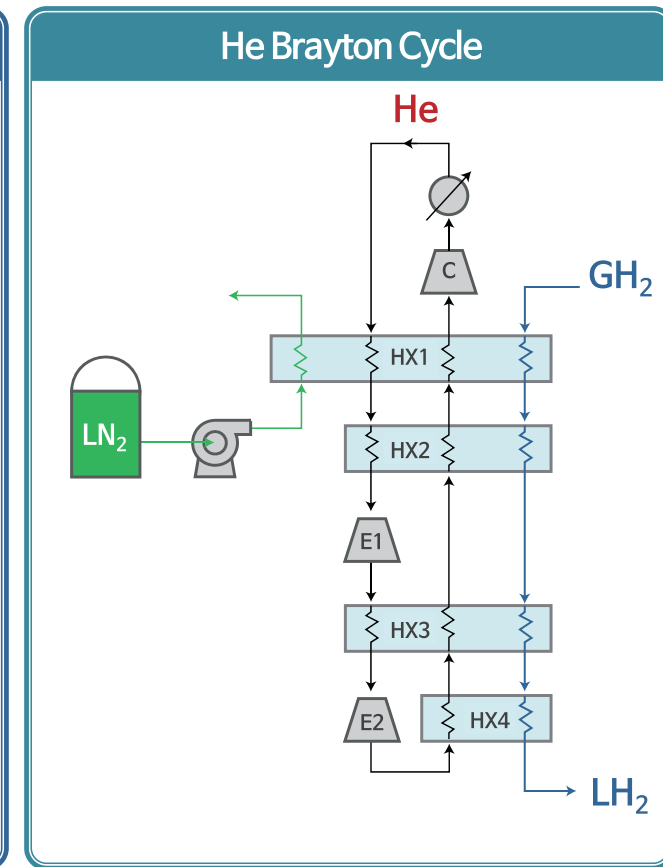 He Brayton Cycle
He
C
GH₂
HX1
LN₂
HX2
E1
HX3
E2
HX4
LH₂